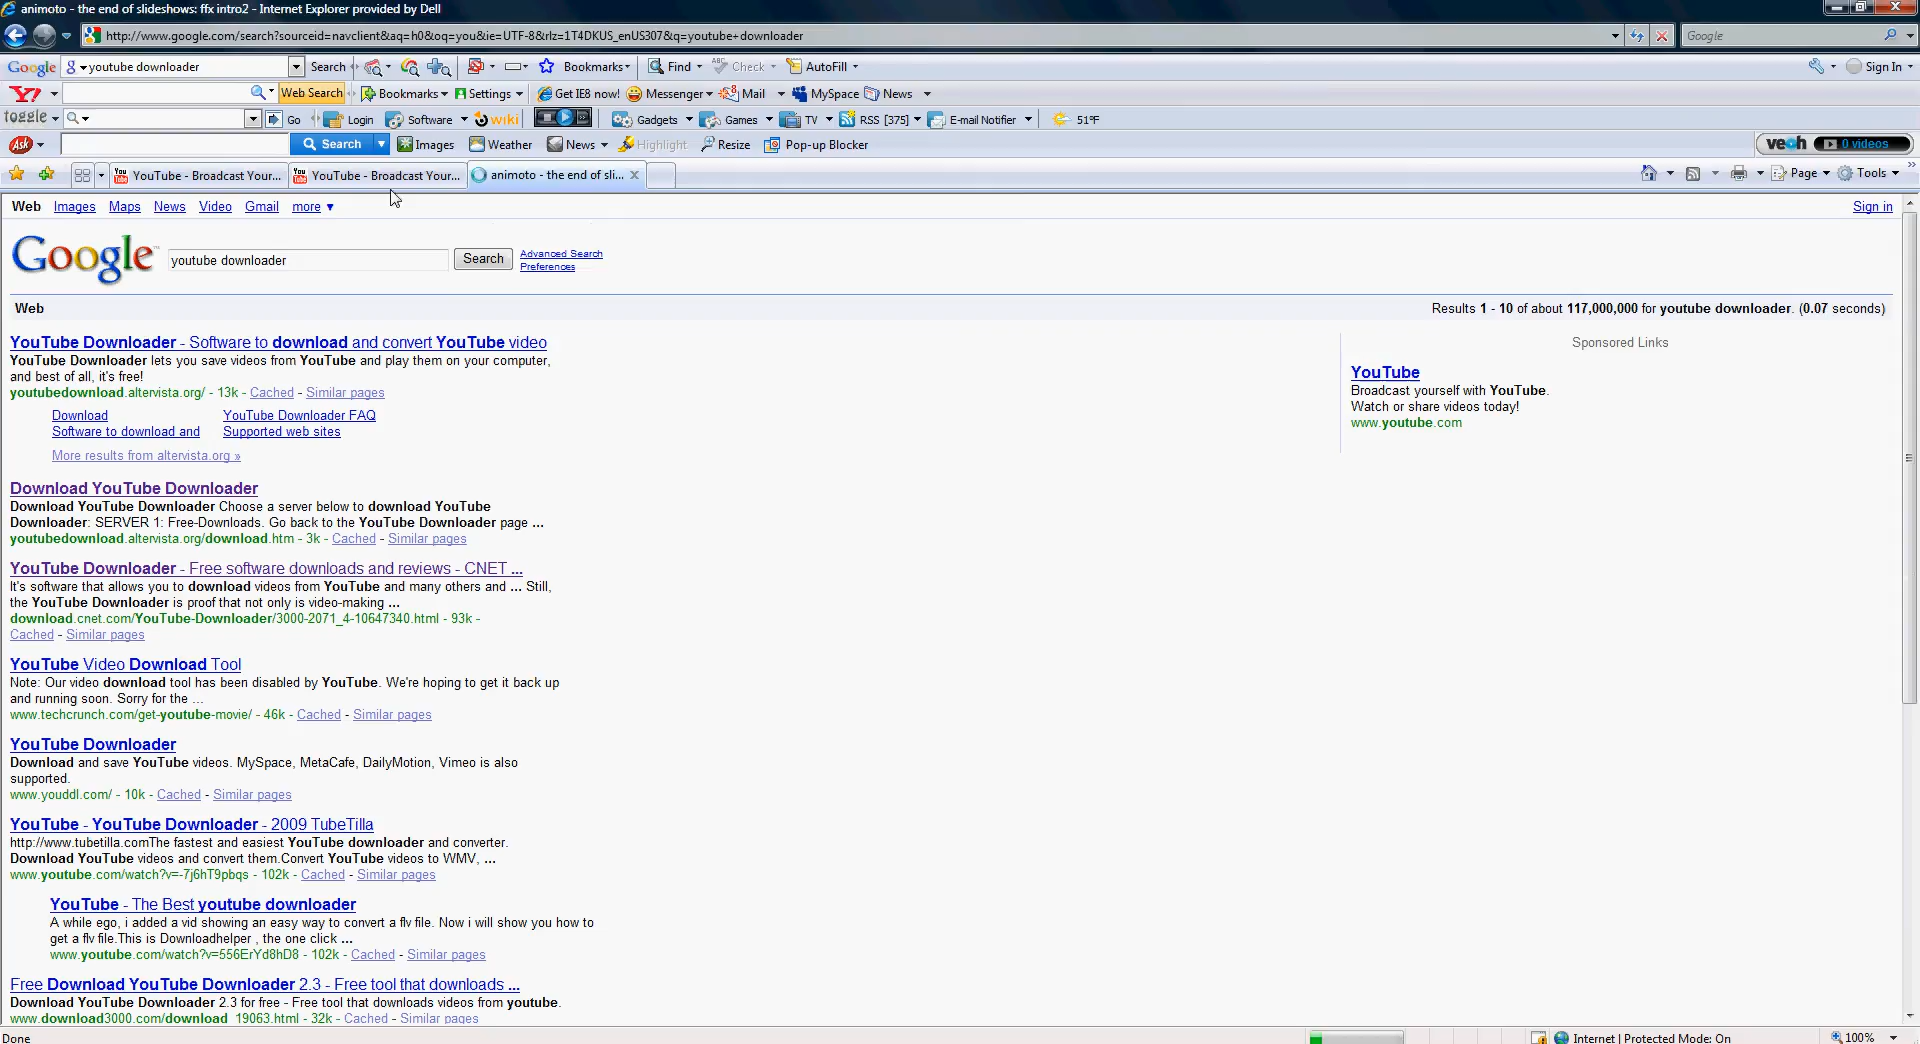 animoto - the end of slideshows: ffx intro2 - Internet Explorer provided by Dell
http://www.google.com/search?sourceid=navclient&aq=h0&oq=you&ie=UTF-8&rlz=1T4DKUS_enUS307&q=youtube+downloader
Google
Google youtube downloader Search Bookmarks Find Check AutoFill Sign In
Y! Web Search Bookmarks Settings Get IE8 now! Messenger Mail MySpace News
toggle Go Login Software wiki Gadgets Games TV RSS [375] E-mail Notifier 51°F
Ask Search Images Weather News Highlight Resize Pop-up Blocker veoh 0 videos
YouTube - Broadcast Your... YouTube - Broadcast Your... animoto - the end of sli... Page Tools
Web Images Maps News Video Gmail more ▼ Sign in
Google youtube downloader Search Advanced Search
Preferences
Web Results 1 - 10 of about 117,000,000 for youtube downloader. (0.07 seconds)
YouTube Downloader - Software to download and convert YouTube video
YouTube Downloader lets you save videos from YouTube and play them on your computer,
and best of all, it's free!
youtubedownload.altervista.org/ - 13k - Cached - Similar pages
Download YouTube Downloader FAQ
Software to download and Supported web sites
More results from altervista.org »
Sponsored Links
YouTube
Broadcast yourself with YouTube.
Watch or share videos today!
www.youtube.com
Download YouTube Downloader
Download YouTube Downloader Choose a server below to download YouTube
Downloader: SERVER 1: Free-Downloads. Go back to the YouTube Downloader page ...
youtubedownload.altervista.org/download.htm - 3k - Cached - Similar pages
YouTube Downloader - Free software downloads and reviews - CNET ...
It's software that allows you to download videos from YouTube and many others and ... Still,
the YouTube Downloader is proof that not only is video-making ...
download.cnet.com/YouTube-Downloader/3000-2071_4-10647340.html - 93k -
Cached - Similar pages
YouTube Video Download Tool
Note: Our video download tool has been disabled by YouTube. We're hoping to get it back up
and running soon. Sorry for the ...
www.techcrunch.com/get-youtube-movie/ - 46k - Cached - Similar pages
YouTube Downloader
Download and save YouTube videos. MySpace, MetaCafe, DailyMotion, Vimeo is also
supported.
www.youddl.com/ - 10k - Cached - Similar pages
YouTube - YouTube Downloader - 2009 TubeTilla
http://www.tubetilla.comThe fastest and easiest YouTube downloader and converter.
Download YouTube videos and convert them.Convert YouTube videos to WMV, ...
www.youtube.com/watch?v=-7j6hT9pbqs - 102k - Cached - Similar pages
YouTube - The Best youtube downloader
A while ego, i added a vid showing an easy way to convert a flv file. Now i will show you how to
get a flv file.This is Downloadhelper , the one click ...
www.youtube.com/watch?v=556ErYd8hD8 - 102k - Cached - Similar pages
Free Download YouTube Downloader 2.3 - Free tool that downloads ...
Download YouTube Downloader 2.3 for free - Free tool that downloads videos from youtube.
www.download3000.com/download_19063.html - 32k - Cached - Similar pages
Done Internet | Protected Mode: On 100%